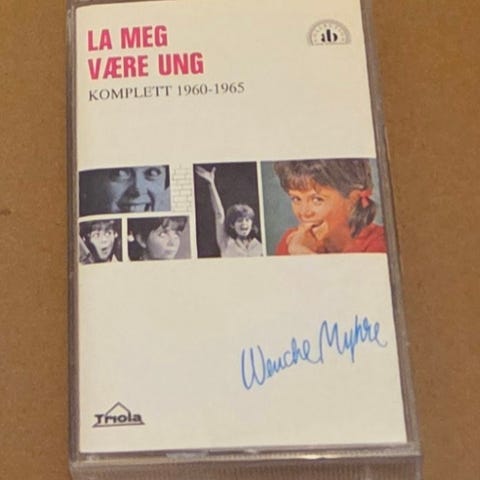 LA MEG
VÆRE UNG
KOMPLETT 1960-1965
ab
Wenche Myhre
Triola